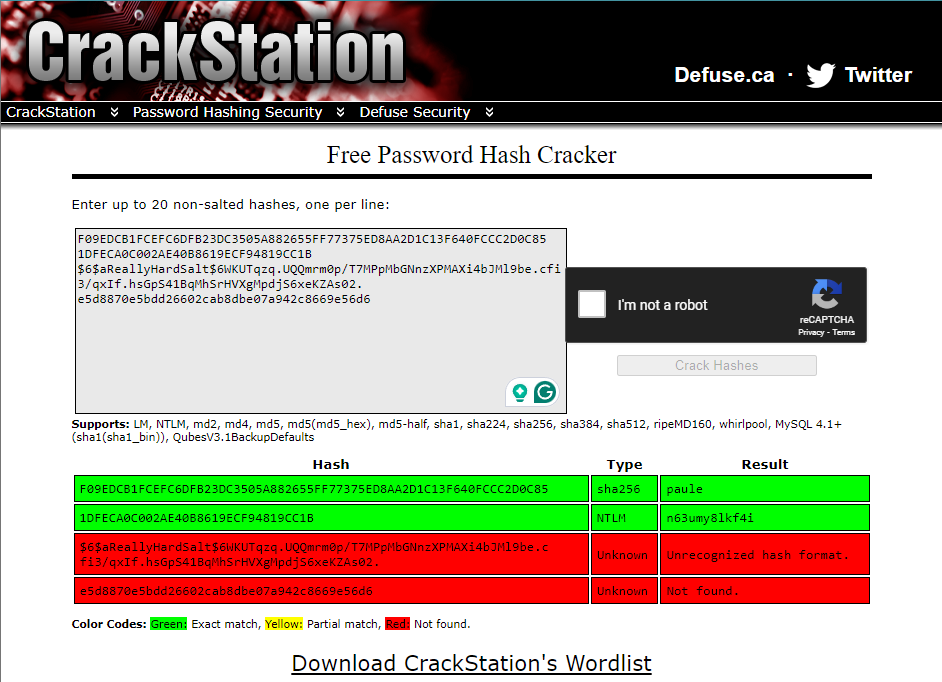 CrackStation
Defuse.ca · Twitter
CrackStation Password Hashing Security Defuse Security
Free Password Hash Cracker
Enter up to 20 non-salted hashes, one per line:
F09EDCB1FCEFC6DFB23DC3505A882655FF77375ED8AA2D1C13F640FCCC2D0C85
1DFECA0C002AE40B8619ECF94819CC1B
$6$aReallyHardSalt$6WKUTqzq.UQQmrm0p/T7MPpMbGNnzXPMAXi4bJMl9be.cfi
3/qxIf.hsGpS41BqMhSrHVXgMpdjS6xeKZAs02.
e5d8870e5bdd26602cab8dbe07a942c8669e56d6
I'm not a robot
reCAPTCHA
Privacy - Terms
Crack Hashes
Supports: LM, NTLM, md2, md4, md5, md5(md5_hex), md5-half, sha1, sha224, sha256, sha384, sha512, ripeMD160, whirlpool, MySQL 4.1+
(sha1(sha1_bin)), QubesV3.1BackupDefaults
Hash Type Result
F09EDCB1FCEFC6DFB23DC3505A882655FF77375ED8AA2D1C13F640FCCC2D0C85 sha256 paule
1DFECA0C002AE40B8619ECF94819CC1B NTLM n63umy8lkf4i
$6$aReallyHardSalt$6WKUTqzq.UQQmrm0p/T7MPpMbGNnzXPMAXi4bJMl9be.c
fi3/qxIf.hsGpS41BqMhSrHVXgMpdjS6xeKZAs02. Unknown Unrecognized hash format.
e5d8870e5bdd26602cab8dbe07a942c8669e56d6 Unknown Not found.
Color Codes: Green: Exact match, Yellow: Partial match, Red: Not found.
Download CrackStation's Wordlist